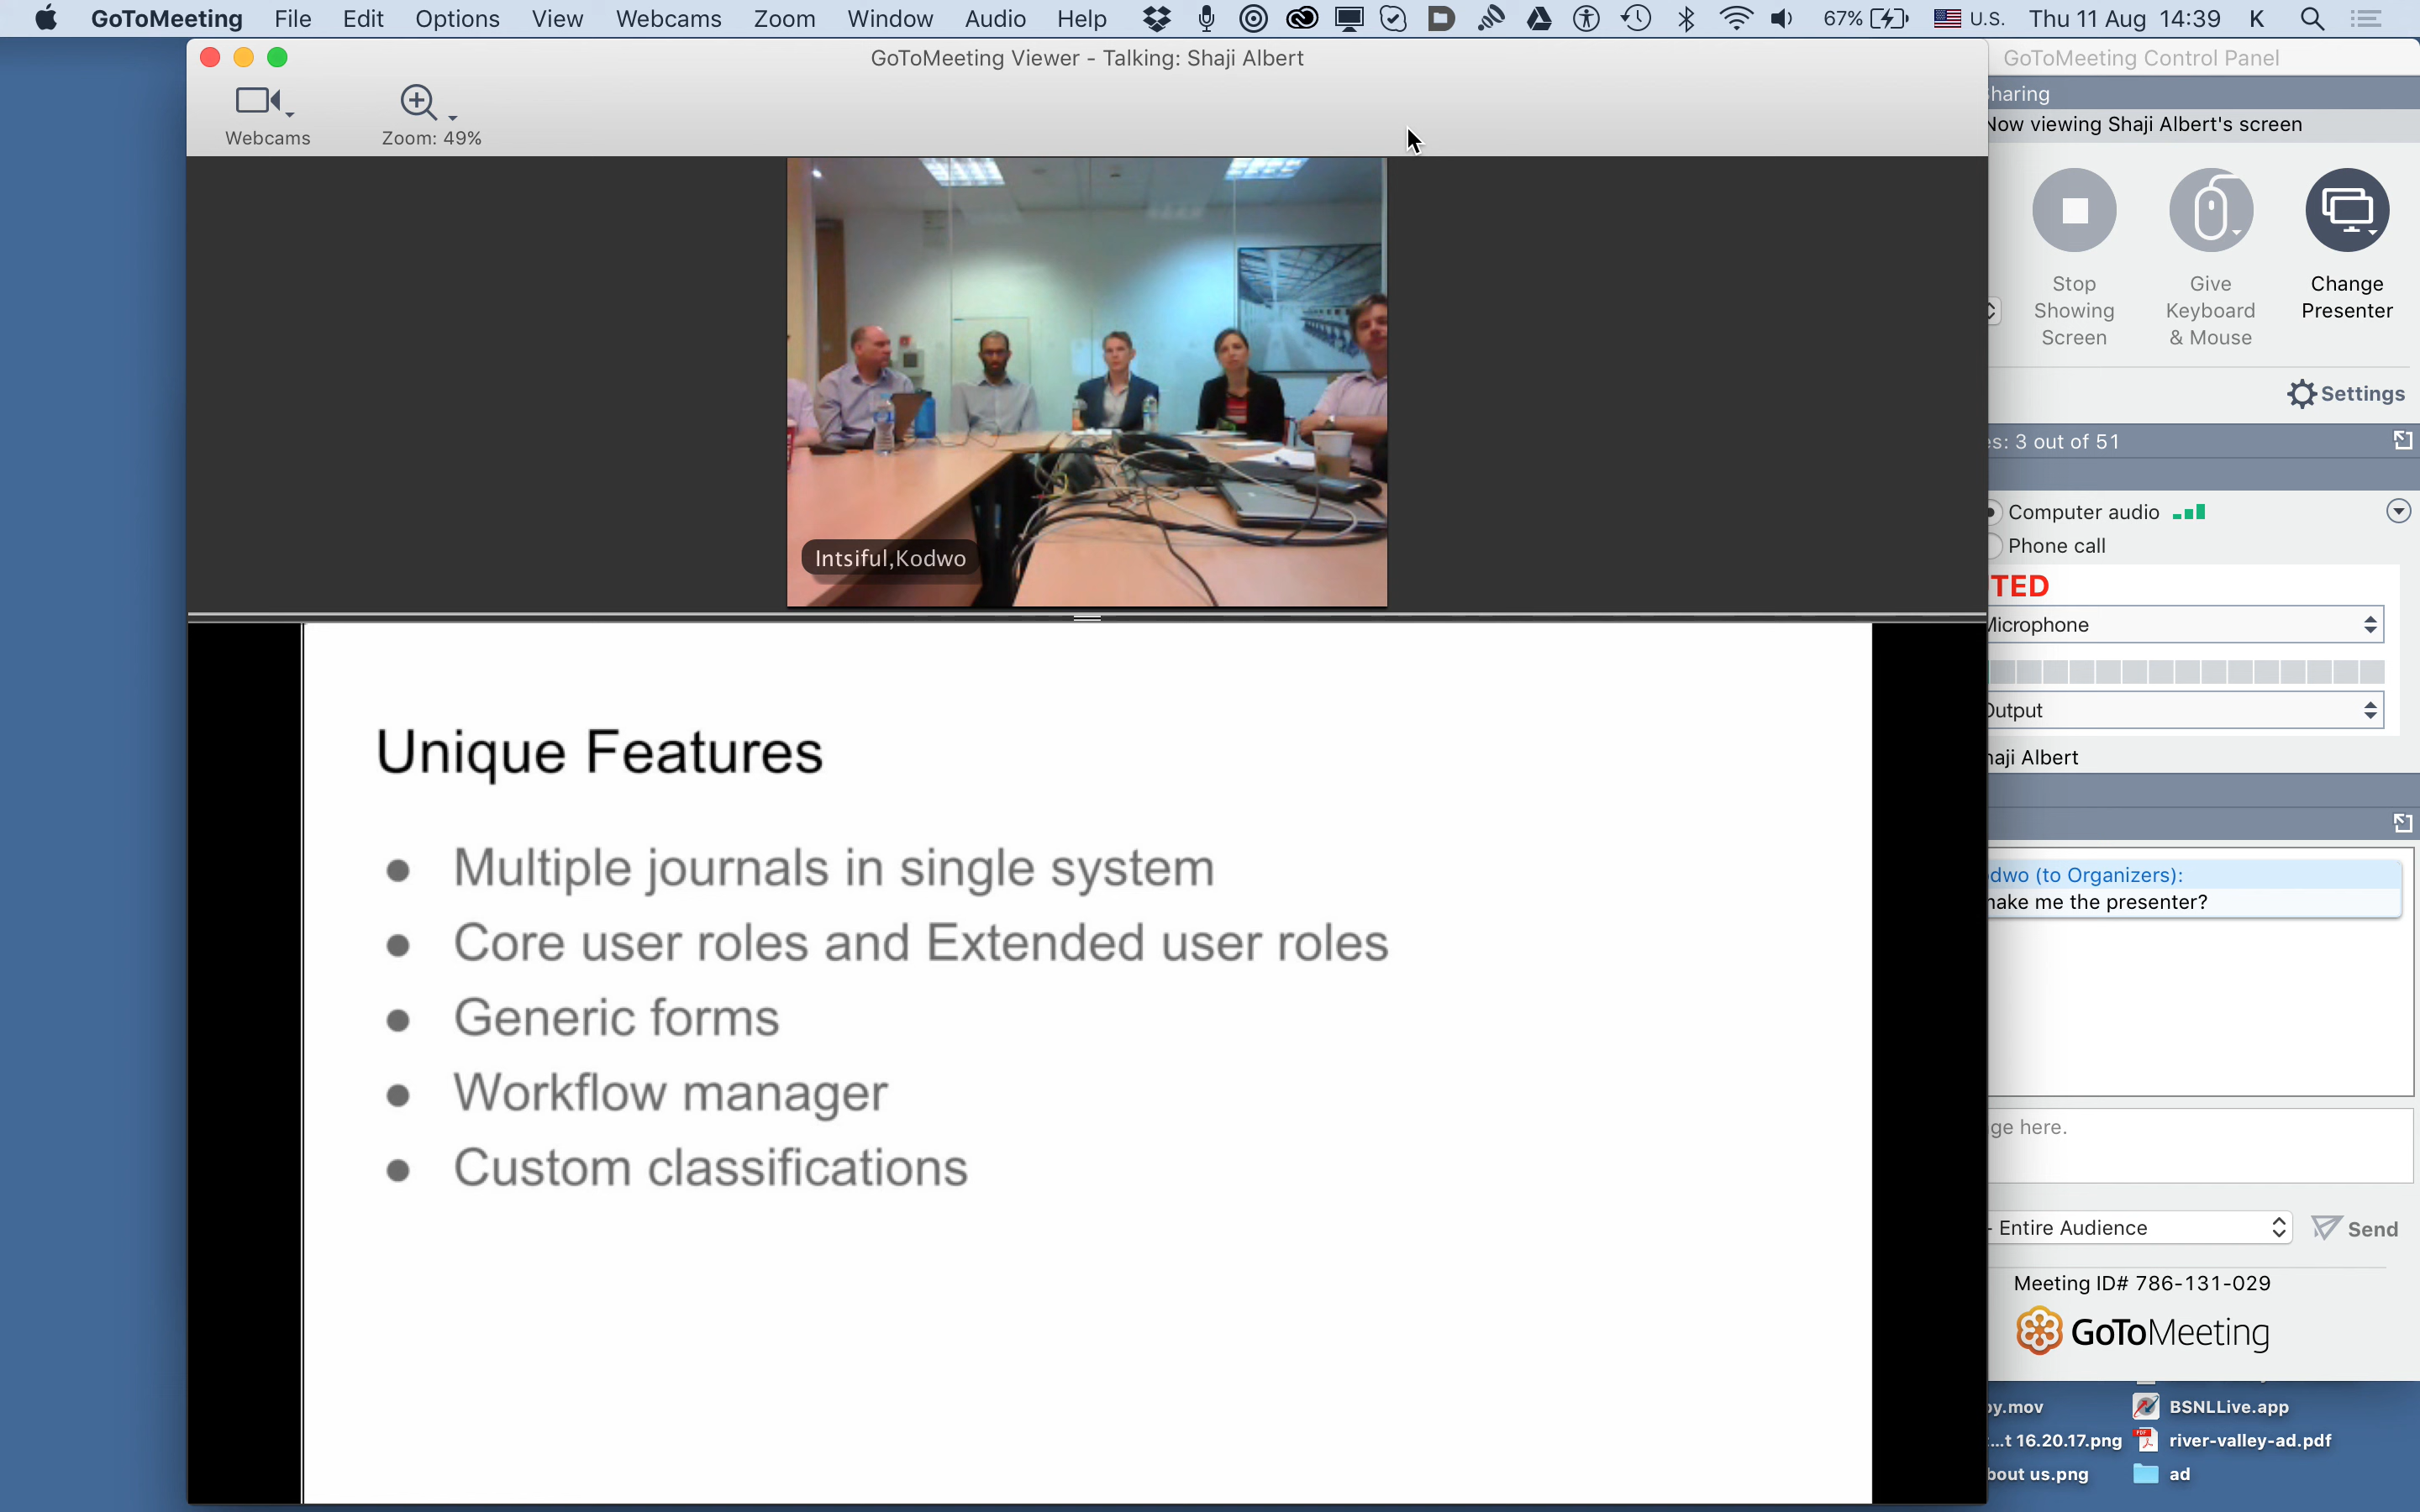 GoToMeeting File Edit Options View Webcams Zoom Window Audio Help 67% U.S. Thu 11 Aug 14:39 K
GoToMeeting Viewer - Talking: Shaji Albert
Webcams
Zoom: 49%
Intsiful,Kodwo
Unique Features
● Multiple journals in single system
● Core user roles and Extended user roles
● Generic forms
● Workflow manager
● Custom classifications
GoToMeeting Control Panel
haring
Now viewing Shaji Albert's screen
Stop
Showing
Screen
Give
Keyboard
& Mouse
Change
Presenter
Settings
es: 3 out of 51
Computer audio
Phone call
TED
Microphone
Output
haji Albert
dwo (to Organizers):
make me the presenter?
ge here.
- Entire Audience
Send
Meeting ID# 786-131-029
GoToMeeting
py.mov
BSNLLive.app
...t 16.20.17.png
river-valley-ad.pdf
bout us.png
ad